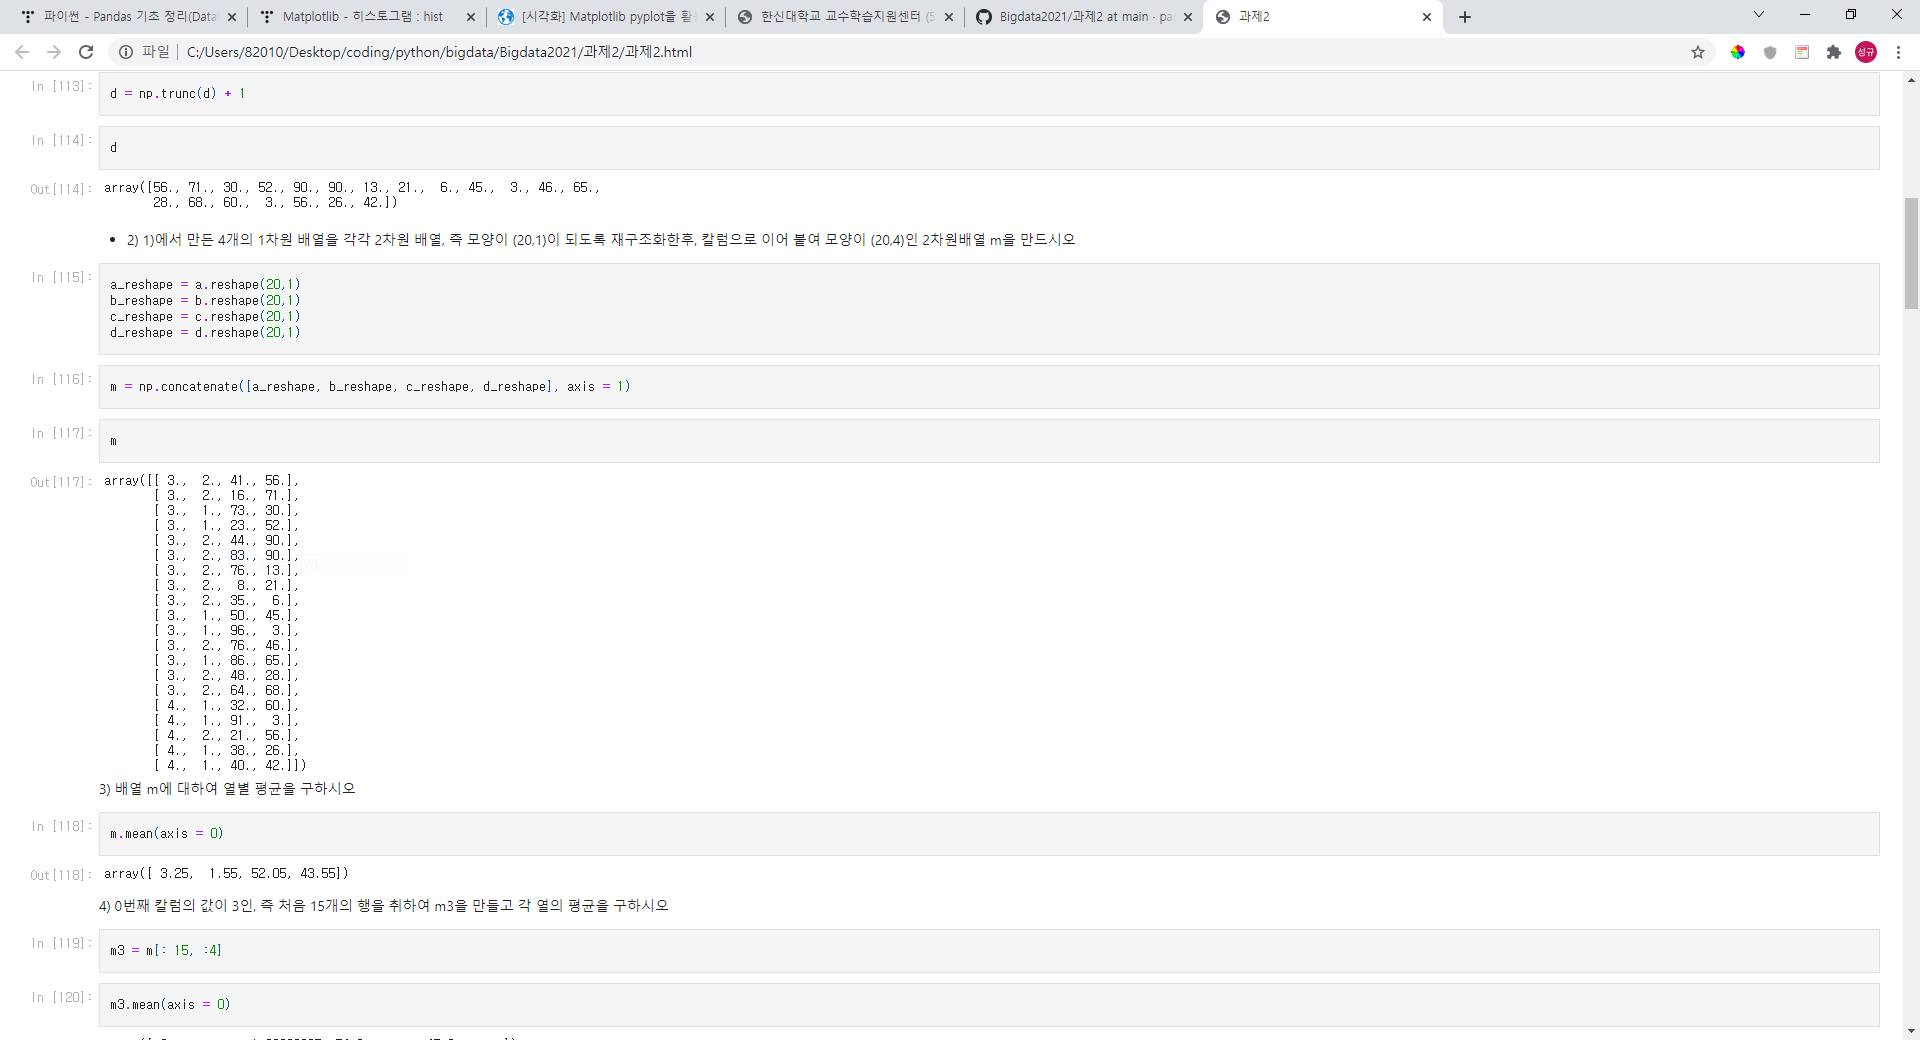 파이썬 - Pandas 기초 정리(Data
Matplotlib - 히스토그램 : hist
[시각화] Matplotlib pyplot을 활
한신대학교 교수학습지원센터 (
Bigdata2021/과제2 at main · pa
과제2
파일 C:/Users/82010/Desktop/coding/python/bigdata/Bigdata2021/과제2/과제2.html
성규
In [113]: d = np.trunc(d) + 1
In [114]: d
Out[114]: array([56., 71., 30., 52., 90., 90., 13., 21.,  6., 45.,  3., 46., 65.,
28., 68., 60.,  3., 56., 26., 42.])
• 2) 1)에서 만든 4개의 1차원 배열을 각각 2차원 배열, 즉 모양이 (20,1)이 되도록 재구조화한후, 칼럼으로 이어 붙여 모양이 (20,4)인 2차원배열 m을 만드시오
In [115]: a_reshape = a.reshape(20,1)
b_reshape = b.reshape(20,1)
c_reshape = c.reshape(20,1)
d_reshape = d.reshape(20,1)
In [116]: m = np.concatenate([a_reshape, b_reshape, c_reshape, d_reshape], axis = 1)
In [117]: m
Out[117]: array([[ 3.,  2., 41., 56.],
[ 3.,  2., 16., 71.],
[ 3.,  1., 73., 30.],
[ 3.,  1., 23., 52.],
[ 3.,  2., 44., 90.],
[ 3.,  2., 83., 90.],
[ 3.,  2., 76., 13.],
[ 3.,  2.,  8., 21.],
[ 3.,  2., 35.,  6.],
[ 3.,  1., 50., 45.],
[ 3.,  1., 96.,  3.],
[ 3.,  2., 76., 46.],
[ 3.,  1., 86., 65.],
[ 3.,  2., 48., 28.],
[ 3.,  2., 64., 68.],
[ 4.,  1., 32., 60.],
[ 4.,  1., 91.,  3.],
[ 4.,  2., 21., 56.],
[ 4.,  1., 38., 26.],
[ 4.,  1., 40., 42.]])
3) 배열 m에 대하여 열별 평균을 구하시오
In [118]: m.mean(axis = 0)
Out[118]: array([ 3.25,  1.55, 52.05, 43.55])
4) 0번째 칼럼의 값이 3인, 즉 처음 15개의 행을 취하여 m3을 만들고 각 열의 평균을 구하시오
In [119]: m3 = m[: 15, :4]
In [120]: m3.mean(axis = 0)